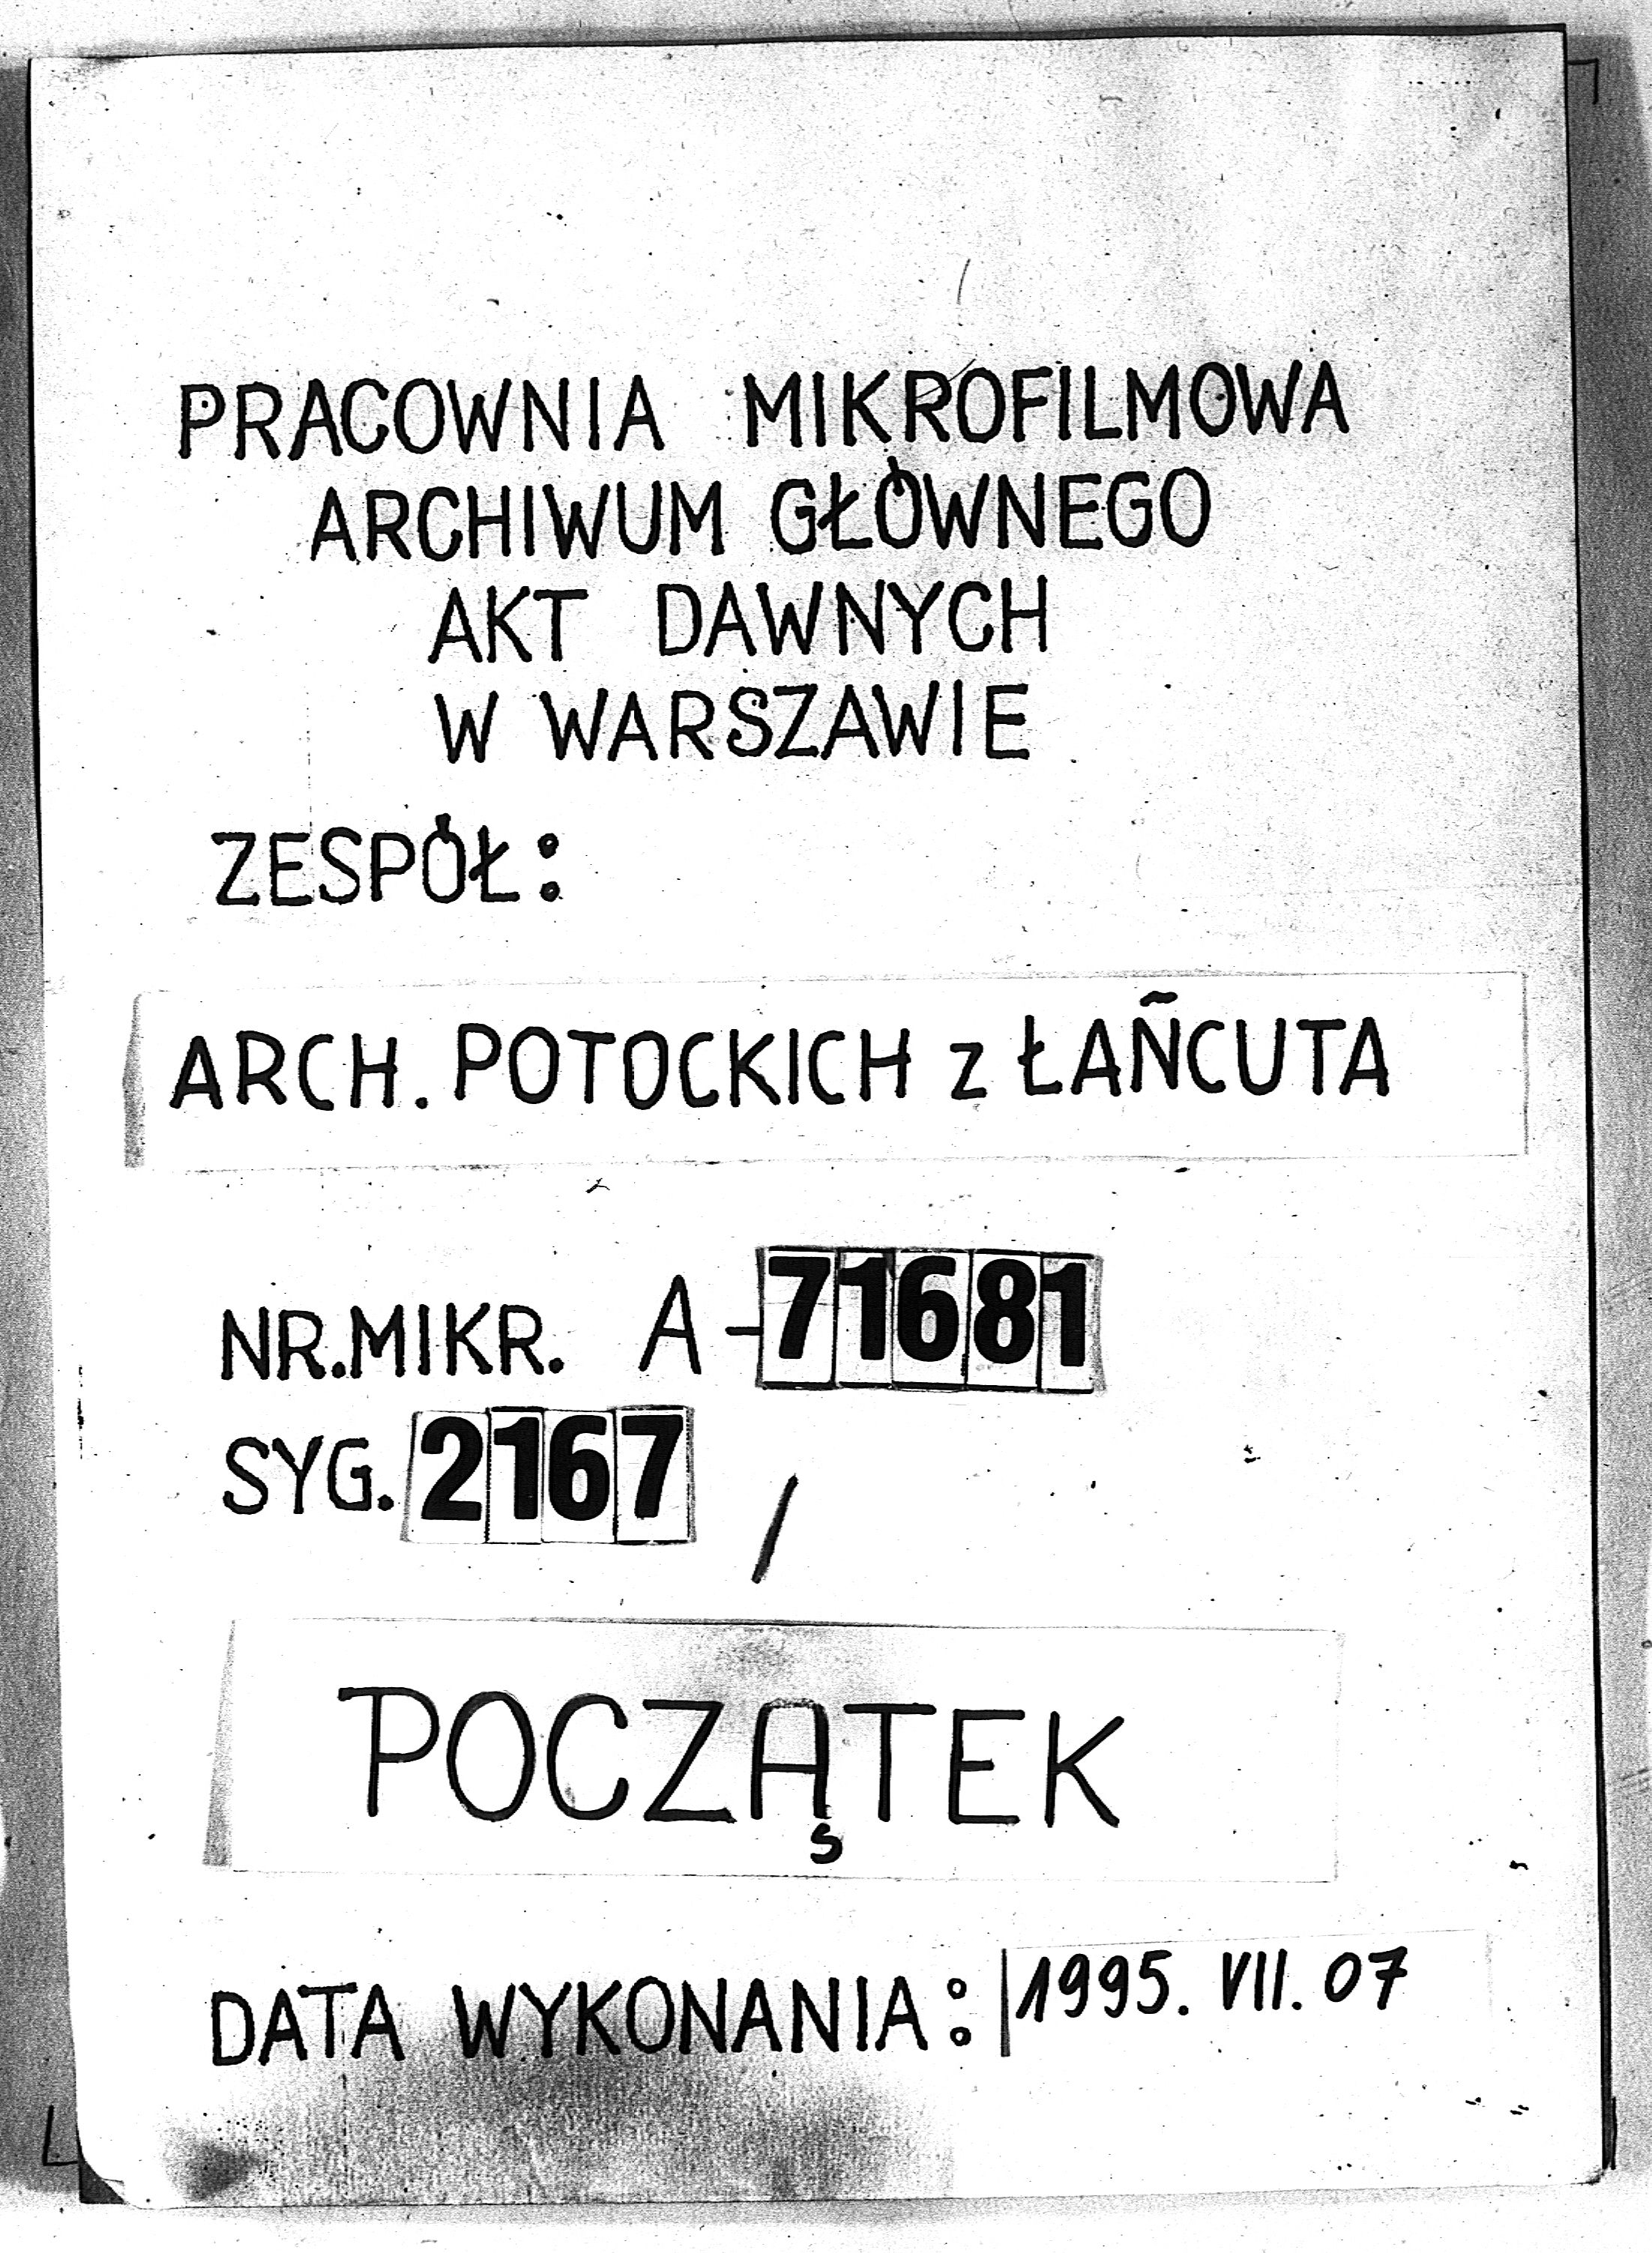 PRACOWNIA MIKROFILMOWA
ARCHIWUM GŁÓWNEGO
AKT DAWNYCH
W WARSZAWIE
ZESPÓŁ:
ARCH. POTOCKICH z ŁAŃCUTA
NR. MIKR. A-71681
SYG. 2167 /
POCZĄTEK
DATA WYKONANIA: 1995. VII. 07